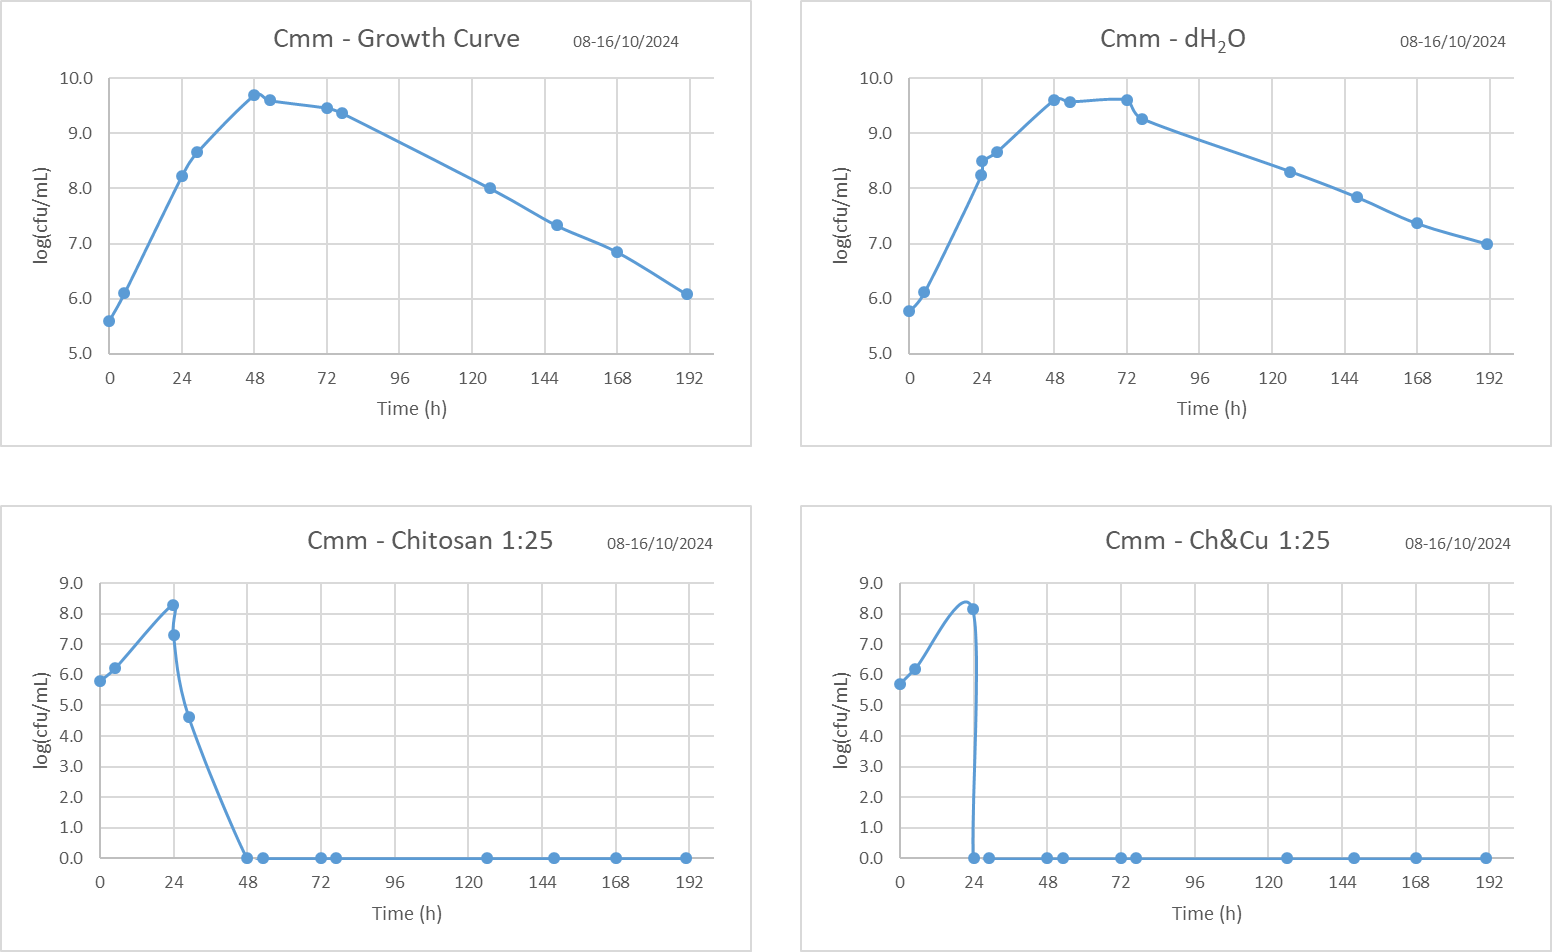 Cmm - Growth Curve 08-16/10/2024
10.0
9.0
8.0
7.0
6.0
5.0
log(cfu/mL)
0 24 48 72 96 120 144 168 192
Time (h)
Cmm - dH₂O 08-16/10/2024
10.0
9.0
8.0
7.0
6.0
5.0
log(cfu/mL)
0 24 48 72 96 120 144 168 192
Time (h)
Cmm - Chitosan 1:25 08-16/10/2024
9.0
8.0
7.0
6.0
5.0
4.0
3.0
2.0
1.0
0.0
log(cfu/mL)
0 24 48 72 96 120 144 168 192
Time (h)
Cmm - Ch&Cu 1:25 08-16/10/2024
9.0
8.0
7.0
6.0
5.0
4.0
3.0
2.0
1.0
0.0
log(cfu/mL)
0 24 48 72 96 120 144 168 192
Time (h)